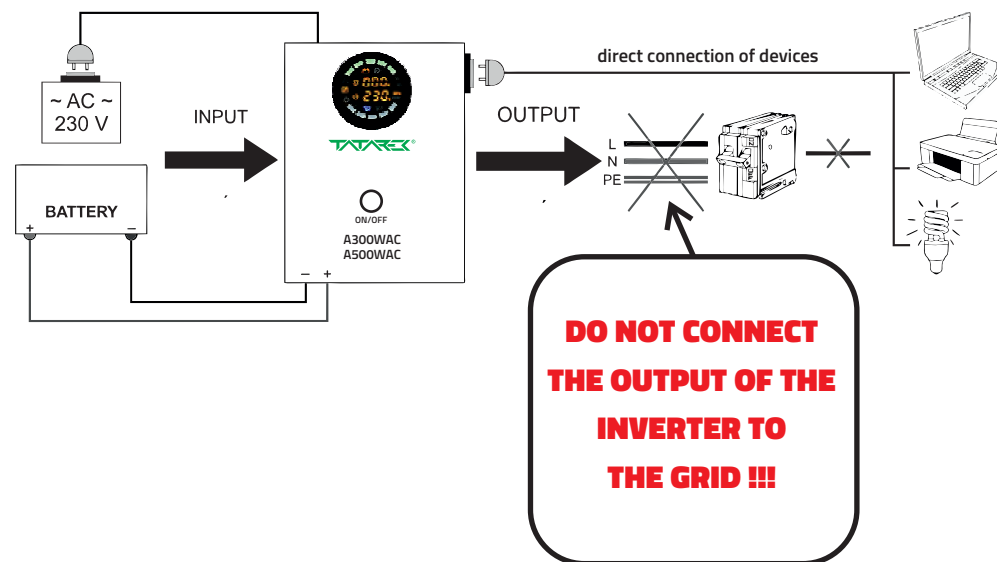 ~ AC ~
230 V
INPUT
BATTERY
+ −
TATAREK®
ON/OFF
A300WAC
A500WAC
− +
direct connection of devices
OUTPUT
L
N
PE
DO NOT CONNECT
THE OUTPUT OF THE
INVERTER TO
THE GRID !!!